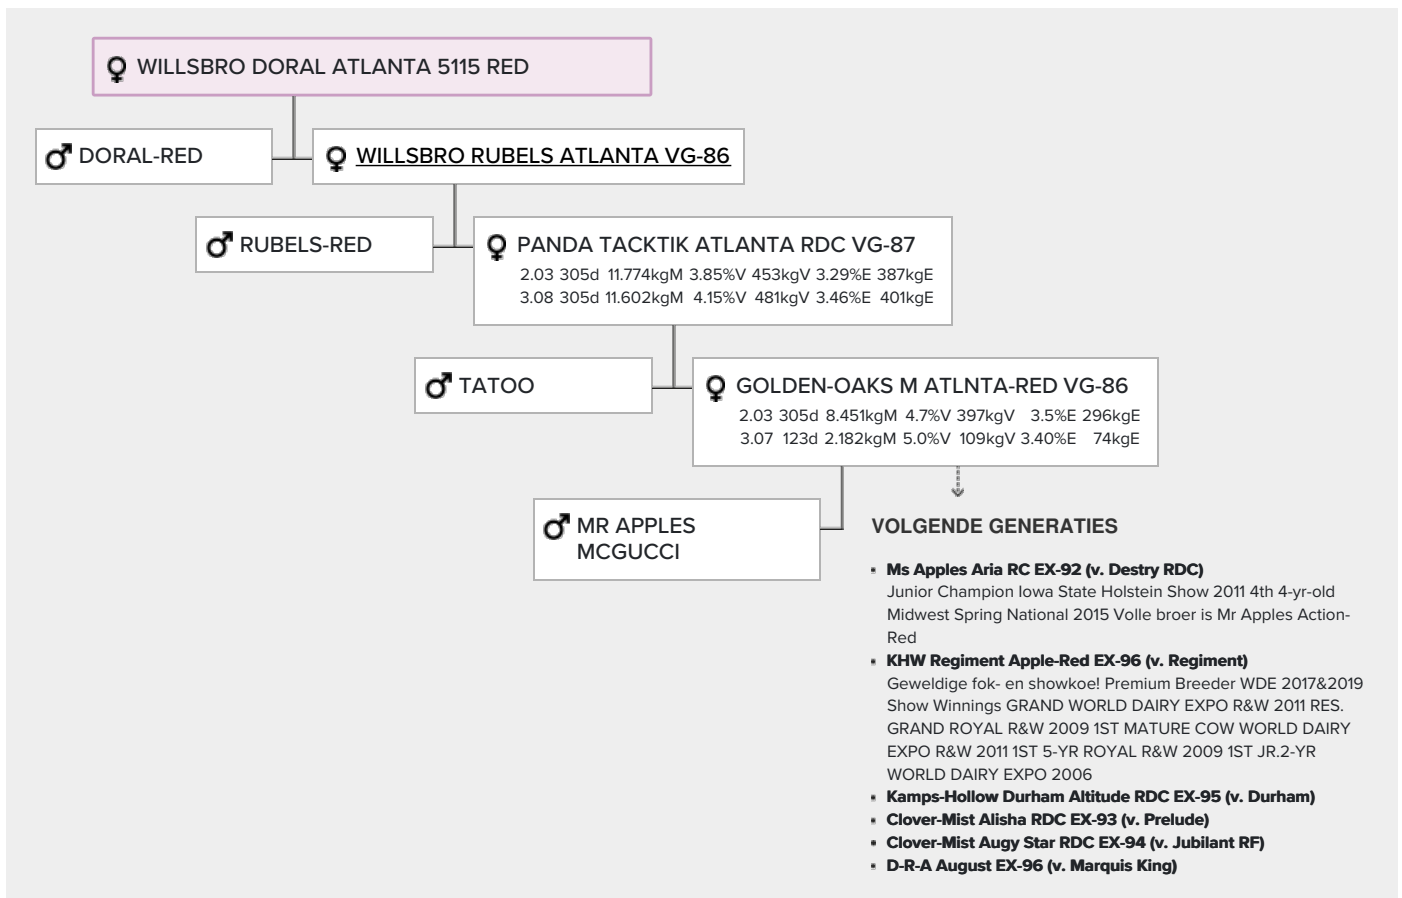 WILLSBRO DORAL ATLANTA 5115 RED
DORAL-RED
WILLSBRO RUBELS ATLANTA VG-86
RUBELS-RED
PANDA TACKTIK ATLANTA RDC VG-87
2.03 305d 11.774kgM 3.85%V 453kgV 3.29%E 387kgE
3.08 305d 11.602kgM 4.15%V 481kgV 3.46%E 401kgE
TATOO
GOLDEN-OAKS M ATLNTA-RED VG-86
2.03 305d 8.451kgM 4.7%V 397kgV 3.5%E 296kgE
3.07 123d 2.182kgM 5.0%V 109kgV 3.40%E 74kgE
MR APPLES
MCGUCCI
VOLGENDE GENERATIES
Ms Apples Aria RC EX-92 (v. Destry RDC)
Junior Champion Iowa State Holstein Show 2011 4th 4-yr-old
Midwest Spring National 2015 Volle broer is Mr Apples Action-
Red
KHW Regiment Apple-Red EX-96 (v. Regiment)
Geweldige fok- en showkoe! Premium Breeder WDE 2017&2019
Show Winnings GRAND WORLD DAIRY EXPO R&W 2011 RES.
GRAND ROYAL R&W 2009 1ST MATURE COW WORLD DAIRY
EXPO R&W 2011 1ST 5-YR ROYAL R&W 2009 1ST JR.2-YR
WORLD DAIRY EXPO 2006
Kamps-Hollow Durham Altitude RDC EX-95 (v. Durham)
Clover-Mist Alisha RDC EX-93 (v. Prelude)
Clover-Mist Augy Star RDC EX-94 (v. Jubilant RF)
D-R-A August EX-96 (v. Marquis King)